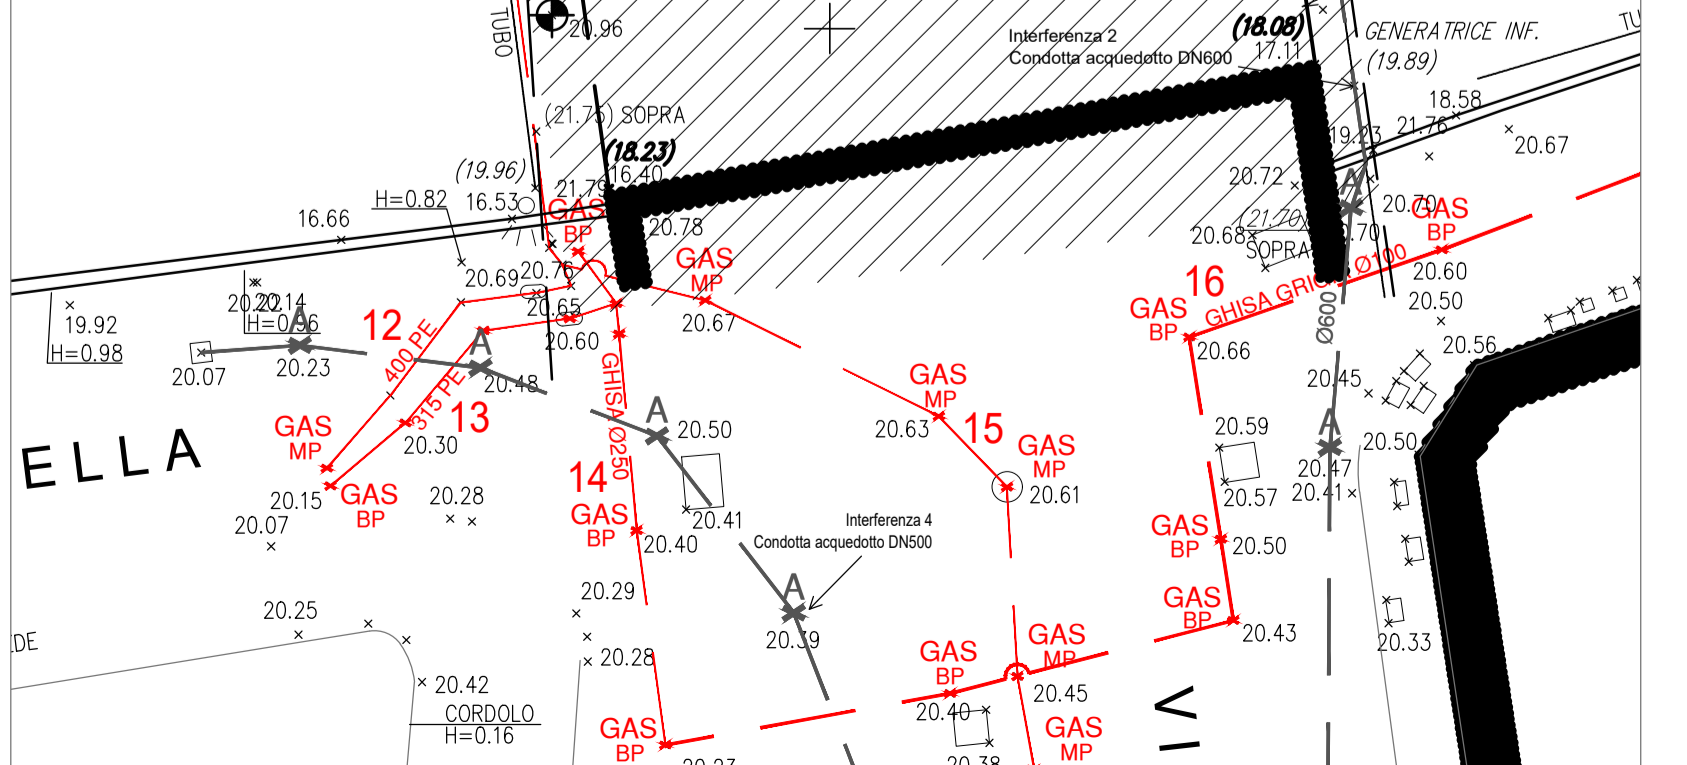 TUBO
20.96
Interferenza 2
Condotta acquedotto DN600
(18.08)
17.11
GENERATRICE INF.
(19.89)
TU
(21.75) SOPRA
18.58
19.23
21.76
20.67
(18.23)
16.40
(19.96)
21.79
H=0.82
16.53
GAS
BP
16.66
20.78
20.72
A
20.70
GAS
BP
(21.70)
20.68
SOPRA
20.69
20.76
GAS
MP
16
GHISA GRIG. Ø100
20.60
20.14
19.92
H=0.96
H=0.98
A
12
20.65
20.60
20.67
GAS
BP
20.66
20.50
Ø600
20.56
20.07
20.23
400 PE
A
20.48
315 PE
13
GHISA Ø250
GAS
MP
20.45
ELLA
GAS
MP
20.30
A
20.50
20.63
15
GAS
MP
20.59
A
20.50
20.47
20.15
GAS
BP
20.28
14
20.41
20.61
20.57
20.41
20.07
GAS
BP
20.40
Interferenza 4
Condotta acquedotto DN500
GAS
BP
20.50
20.25
20.29
A
20.39
GAS
BP
20.43
20.33
DE
20.28
GAS
BP
GAS
MP
20.42
CORDOLO
H=0.16
20.40
20.45
GAS
BP
GAS
MP
VI
20.38